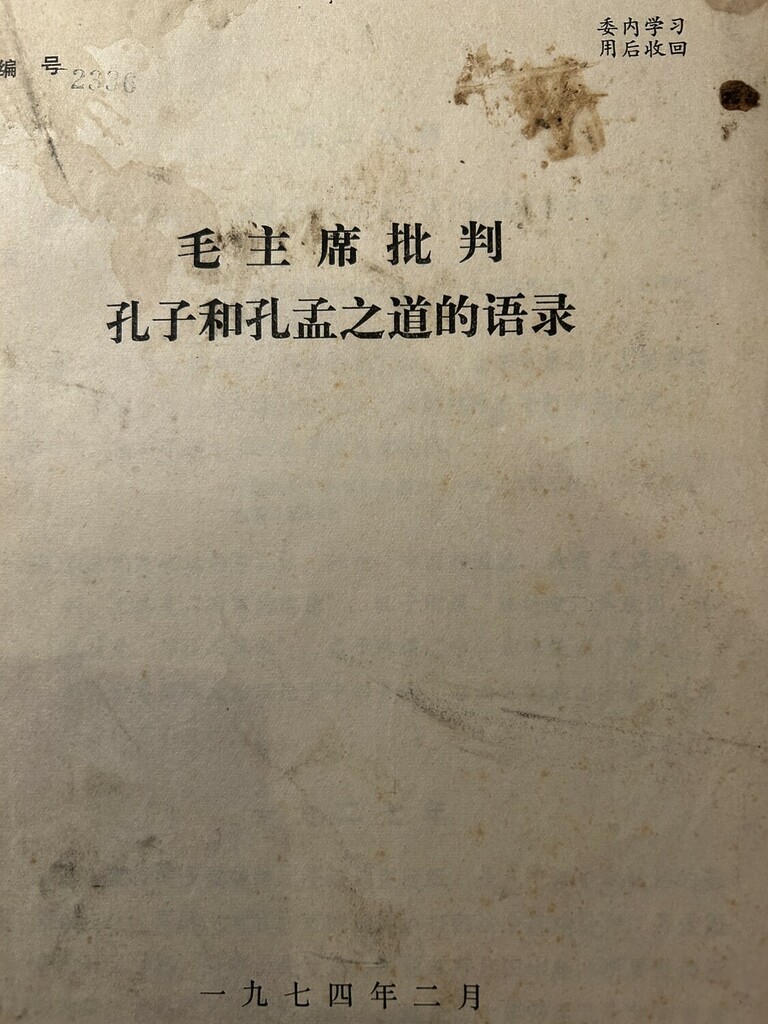 委内学习
用后收回
编 号 2336
毛主席批判
孔子和孔孟之道的语录
一九七四年二月